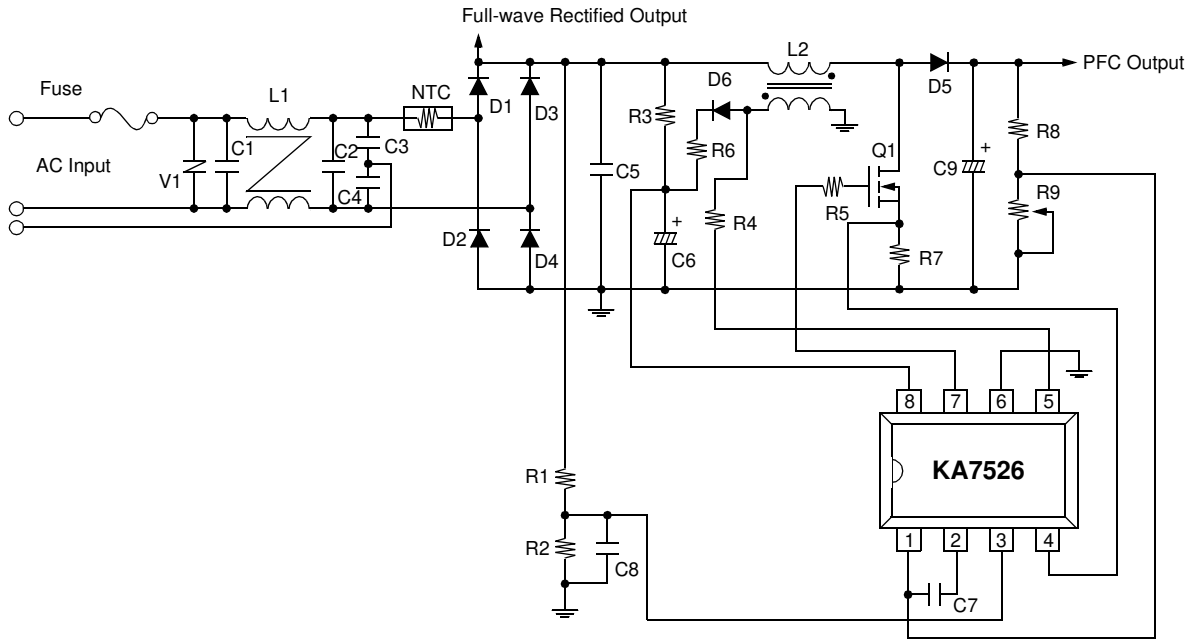 Full-wave Rectified Output
L2
PFC Output
D6
D5
Fuse
L1
NTC
D1
D3
R3
R8
C1
C2
C3
R6
Q1
+
C9
AC Input
V1
C4
C5
R5
R9
D2
D4
+
C6
R4
R7
8
7
6
5
KA7526
R1
R2
C8
1
2
3
4
C7